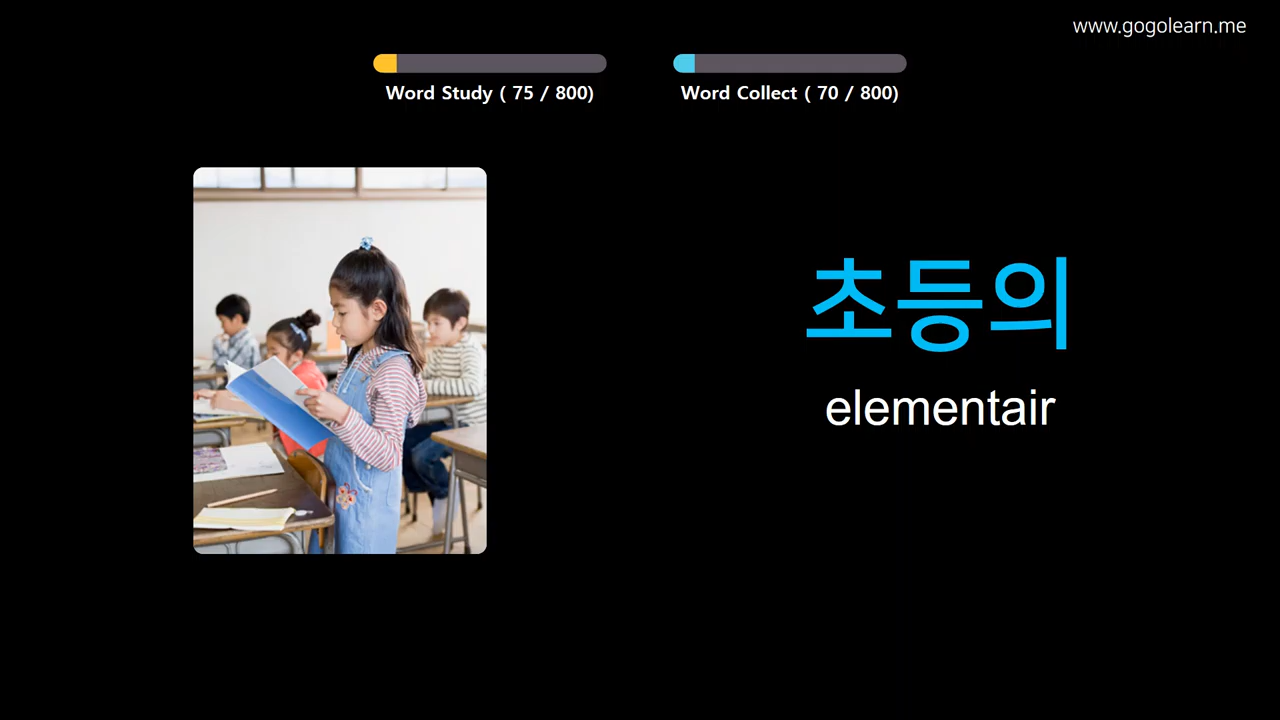 www.gogolearn.me
Word Study ( 75 / 800)
Word Collect ( 70 / 800)
초등의
elementair